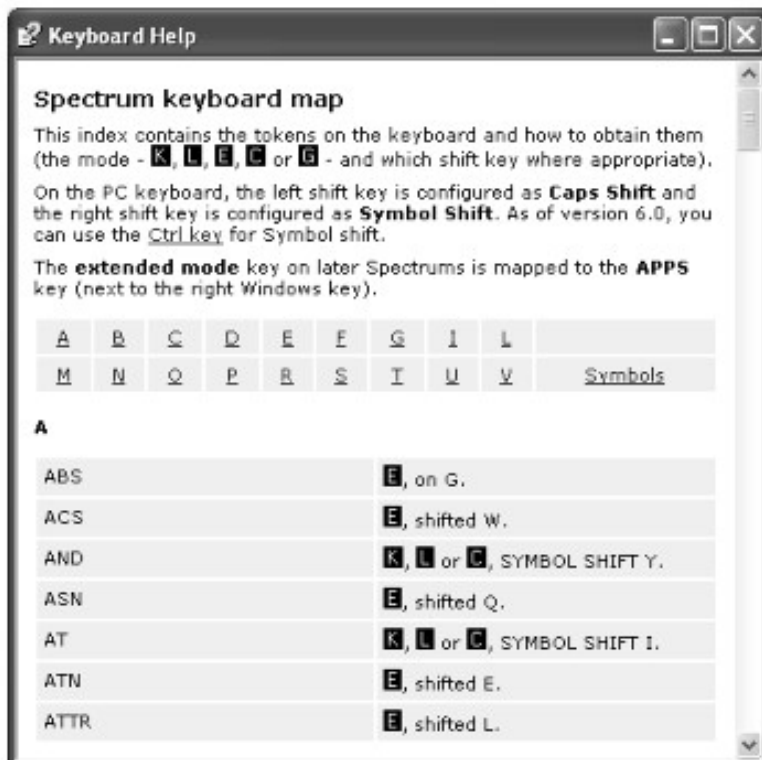 Keyboard Help
Spectrum keyboard map
This index contains the tokens on the keyboard and how to obtain them
(the mode - K, L, E, C or G - and which shift key where appropriate).
On the PC keyboard, the left shift key is configured as Caps Shift and
the right shift key is configured as Symbol Shift. As of version 6.0, you
can use the Ctrl key for Symbol shift.
The extended mode key on later Spectrums is mapped to the APPS
key (next to the right Windows key).
A B C D E F G I L
M N O P R S T U V Symbols
A
ABS E, on G.
ACS E, shifted W.
AND K, L or C, SYMBOL SHIFT Y.
ASN E, shifted Q.
AT K, L or C, SYMBOL SHIFT I.
ATN E, shifted E.
ATTR E, shifted L.